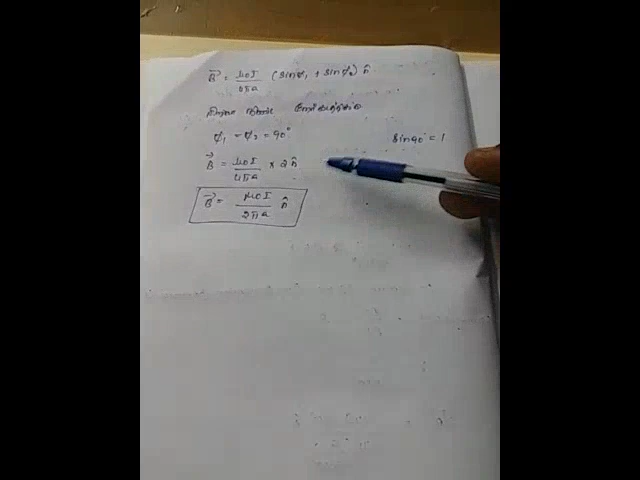 B⃗ = μ₀I/4πa (sinφ₁ + sinφ₂) n̂
நீண்ட
φ₁ = φ₂ = 90° sin90° = 1
B⃗ = μ₀I/4πa × 2 n̂
B⃗ = μ₀I/2πa n̂